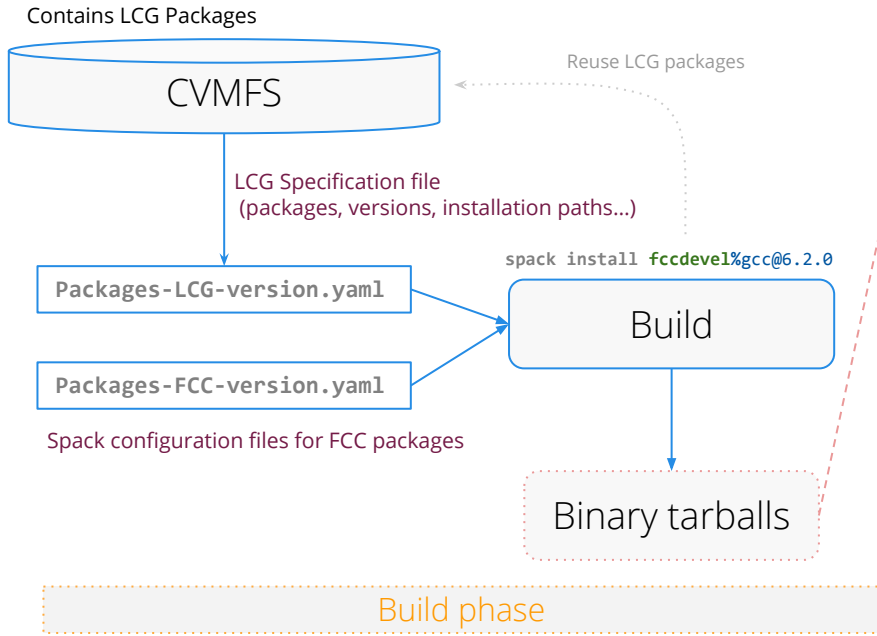 Contains LCG Packages
CVMFS
Reuse LCG packages
LCG Specification file
(packages, versions, installation paths...)
spack install fccdevel%gcc@6.2.0
Packages-LCG-version.yaml
Build
Packages-FCC-version.yaml
Spack configuration files for FCC packages
Binary tarballs
Build phase